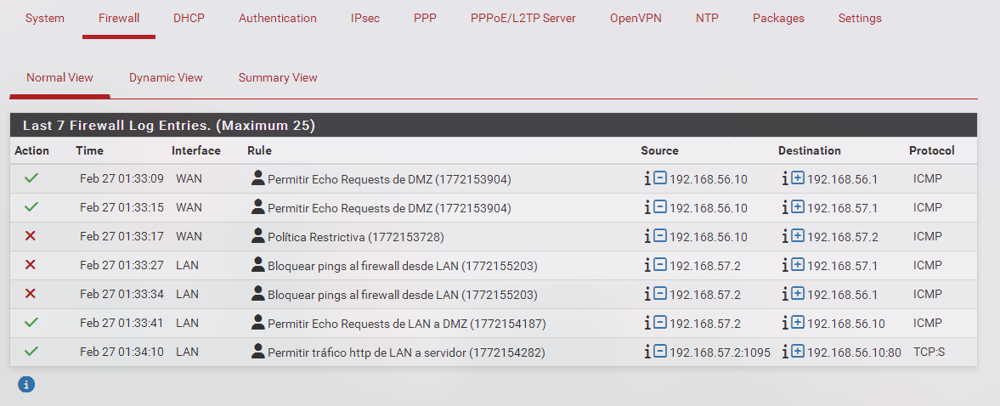 System Firewall DHCP Authentication IPsec PPP PPPoE/L2TP Server OpenVPN NTP Packages Settings
Normal View Dynamic View Summary View
Last 7 Firewall Log Entries. (Maximum 25)
Action Time Interface Rule Source Destination Protocol
Feb 27 01:33:09 WAN Permitir Echo Requests de DMZ (1772153904) 192.168.56.10 192.168.56.1 ICMP
Feb 27 01:33:15 WAN Permitir Echo Requests de DMZ (1772153904) 192.168.56.10 192.168.57.1 ICMP
Feb 27 01:33:17 WAN Política Restrictiva (1772153728) 192.168.56.10 192.168.57.2 ICMP
Feb 27 01:33:27 LAN Bloquear pings al firewall desde LAN (1772155203) 192.168.57.2 192.168.57.1 ICMP
Feb 27 01:33:34 LAN Bloquear pings al firewall desde LAN (1772155203) 192.168.57.2 192.168.56.1 ICMP
Feb 27 01:33:41 LAN Permitir Echo Requests de LAN a DMZ (1772154187) 192.168.57.2 192.168.56.10 ICMP
Feb 27 01:34:10 LAN Permitir tráfico http de LAN a servidor (1772154282) 192.168.57.2:1095 192.168.56.10:80 TCP:S